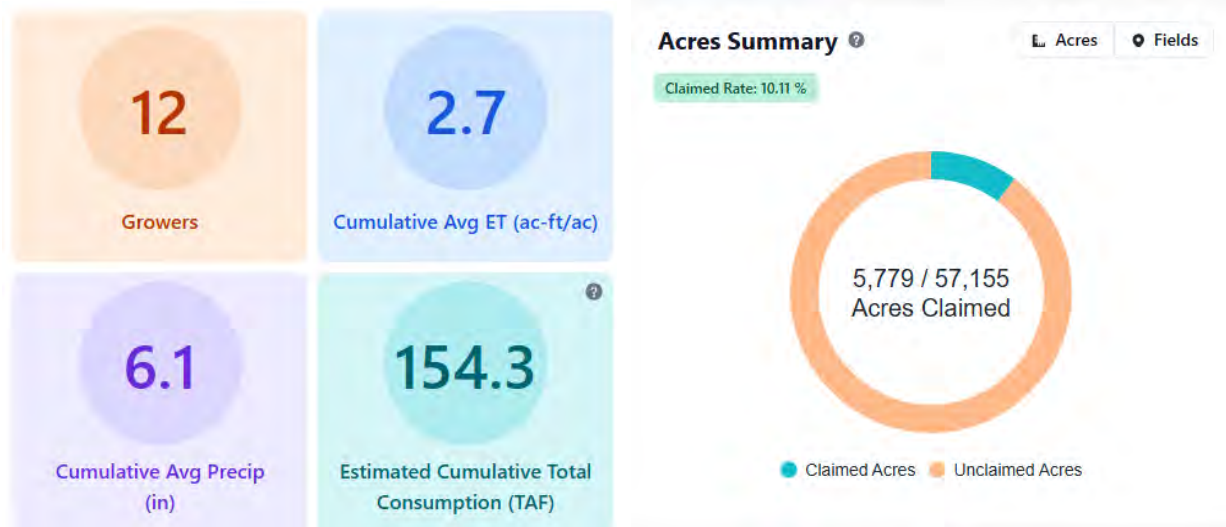 12
Growers
2.7
Cumulative Avg ET (ac-ft/ac)
6.1
Cumulative Avg Precip
(in)
?
154.3
Estimated Cumulative Total
Consumption (TAF)
Acres Summary ?
Acres
Fields
Claimed Rate: 10.11 %
5,779 / 57,155
Acres Claimed
Claimed Acres
Unclaimed Acres